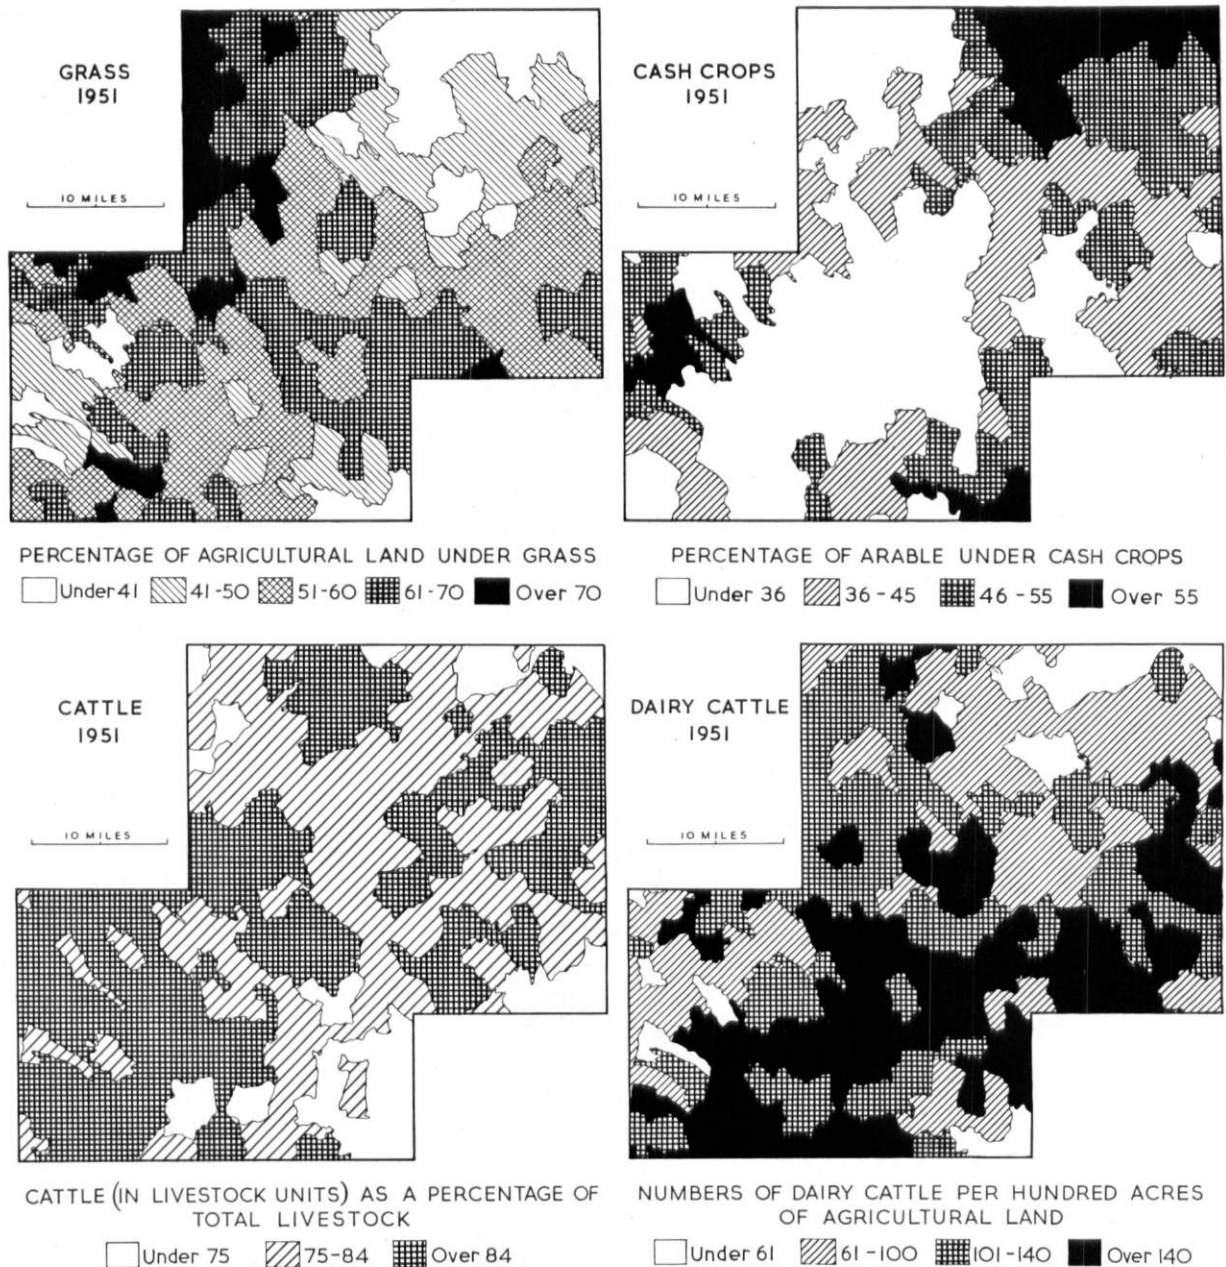 GRASS
1951
10 MILES
PERCENTAGE OF AGRICULTURAL LAND UNDER GRASS
Under 41 41-50 51-60 61-70 Over 70
CASH CROPS
1951
10 MILES
PERCENTAGE OF ARABLE UNDER CASH CROPS
Under 36 36-45 46-55 Over 55
CATTLE
1951
10 MILES
CATTLE (IN LIVESTOCK UNITS) AS A PERCENTAGE OF
TOTAL LIVESTOCK
Under 75 75-84 Over 84
DAIRY CATTLE
1951
10 MILES
NUMBERS OF DAIRY CATTLE PER HUNDRED ACRES
OF AGRICULTURAL LAND
Under 61 61-100 101-140 Over 140